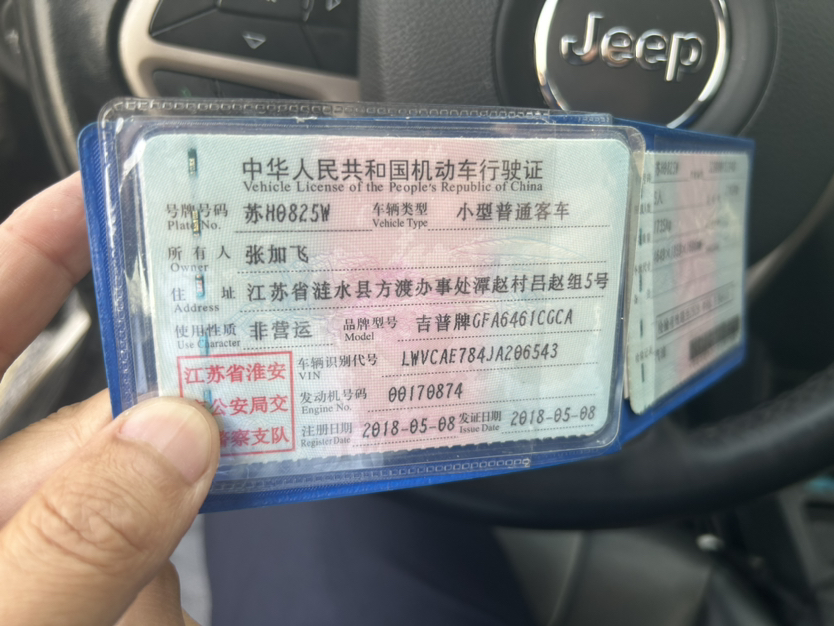 Jeep
中华人民共和国机动车行驶证
Vehicle License of the People's Republic of China
号牌号码 苏H0825W 车辆类型 小型普通客车
Plate No. Vehicle Type
所有人 张加飞
Owner
住址 江苏省涟水县方渡办事处潭赵村吕赵组5号
Address
使用性质 非营运 品牌型号 吉普牌GFA6461CGCA
Use Character Model
江苏省淮安
公安局交
警察支队
车辆识别代号 LWVCAE784JA206543
VIN
发动机号码 00170874
Engine No.
注册日期 2018-05-08 发证日期 2018-05-08
Register Date Issue Date